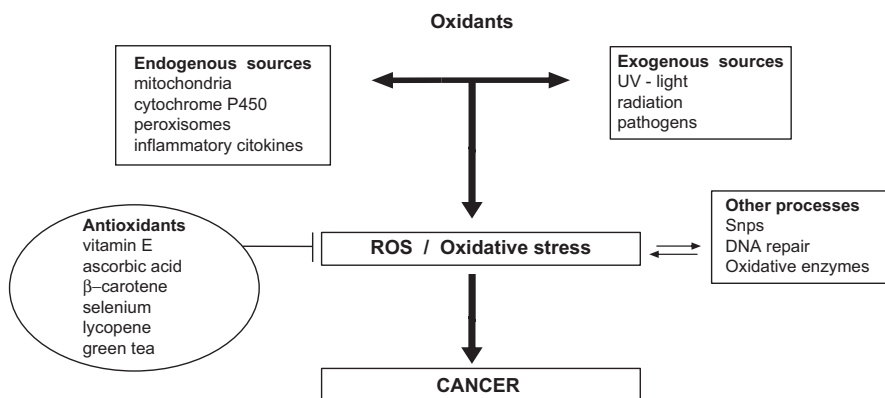 Oxidants
Endogenous sources
mitochondria
cytochrome P450
peroxisomes
inflammatory citokines
Exogenous sources
UV - light
radiation
pathogens
Antioxidants
vitamin E
ascorbic acid
β–carotene
selenium
lycopene
green tea
ROS / Oxidative stress
Other processes
Snps
DNA repair
Oxidative enzymes
CANCER